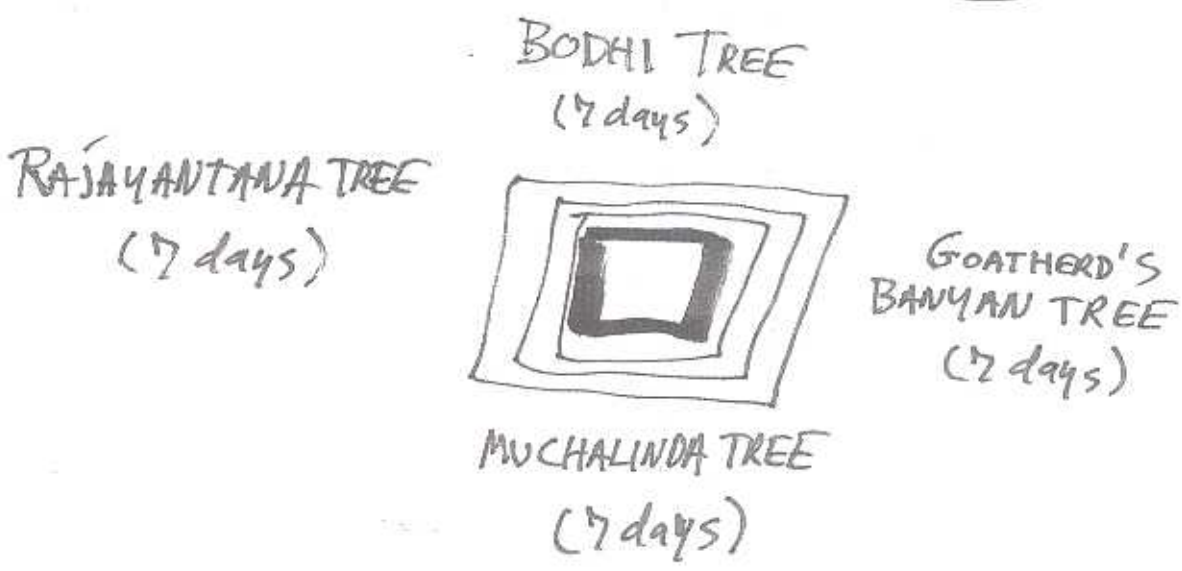 BODHI TREE
(7 days)
RAJAYANTANA TREE
(7 days)
GOATHERD'S
BANYAN TREE
(7 days)
MUCHALINDA TREE
(7 days)